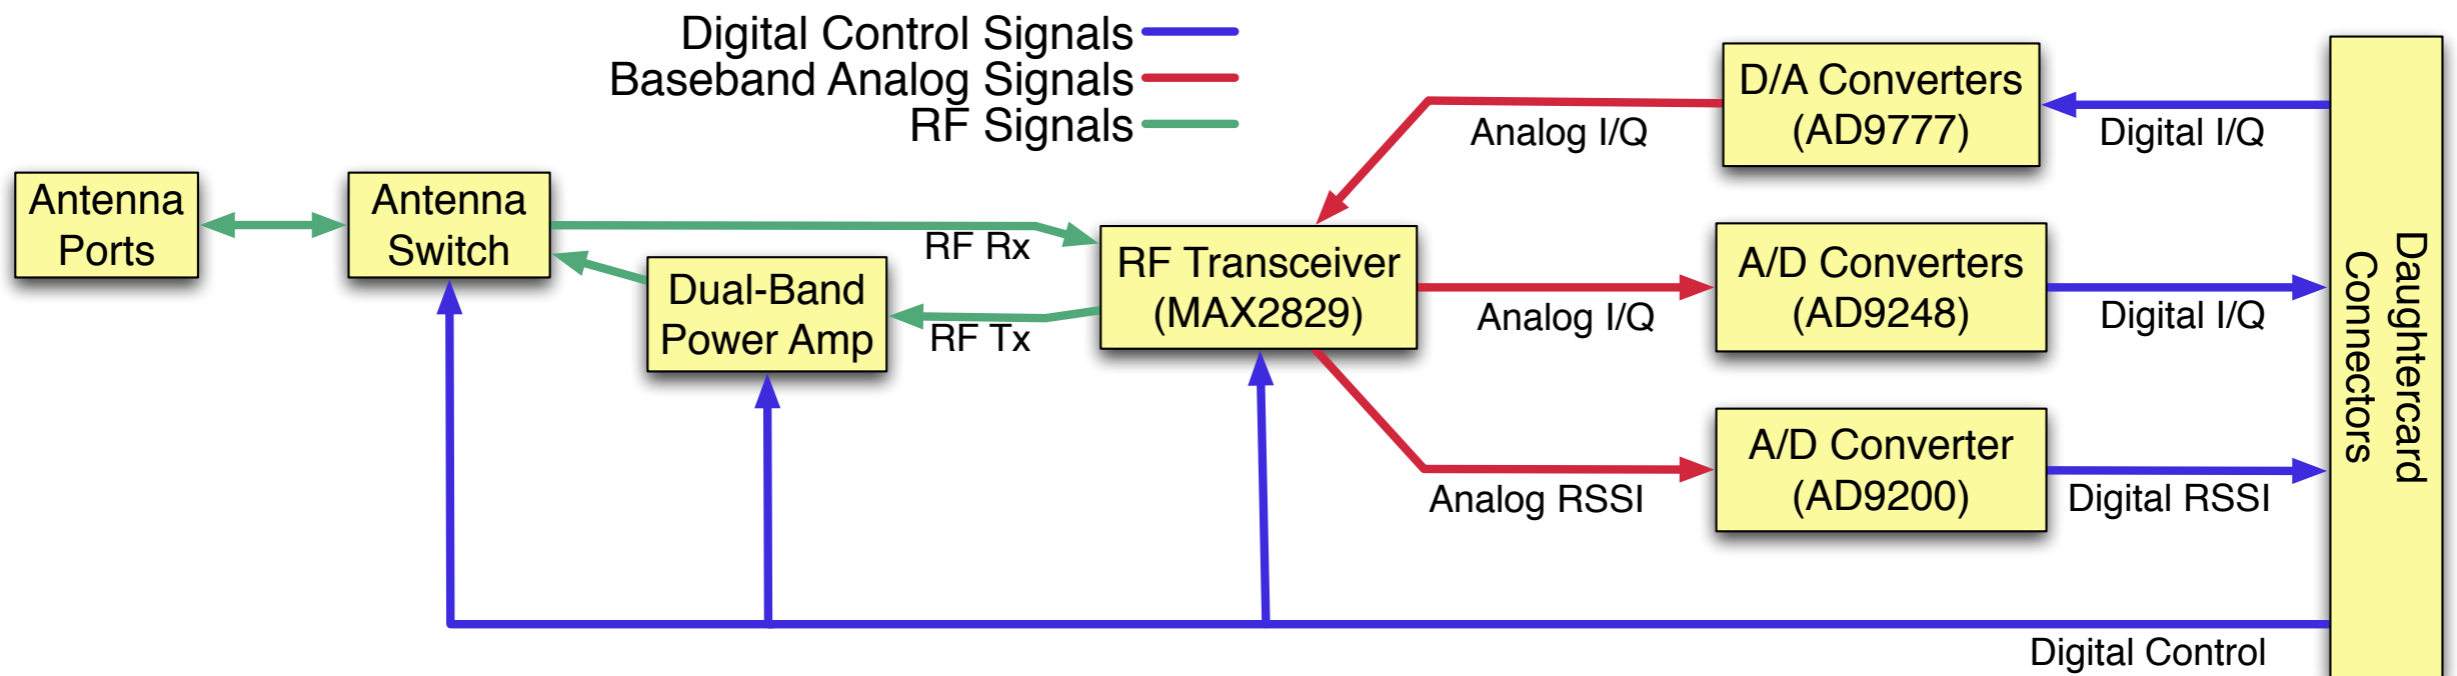 Digital Control Signals
Baseband Analog Signals
RF Signals
Antenna
Ports
Antenna
Switch
RF Rx
Dual-Band
Power Amp
RF Tx
RF Transceiver
(MAX2829)
Analog I/Q
D/A Converters
(AD9777)
Digital I/Q
Analog I/Q
A/D Converters
(AD9248)
Digital I/Q
Analog RSSI
A/D Converter
(AD9200)
Digital RSSI
Daughtercard
Connectors
Digital Control